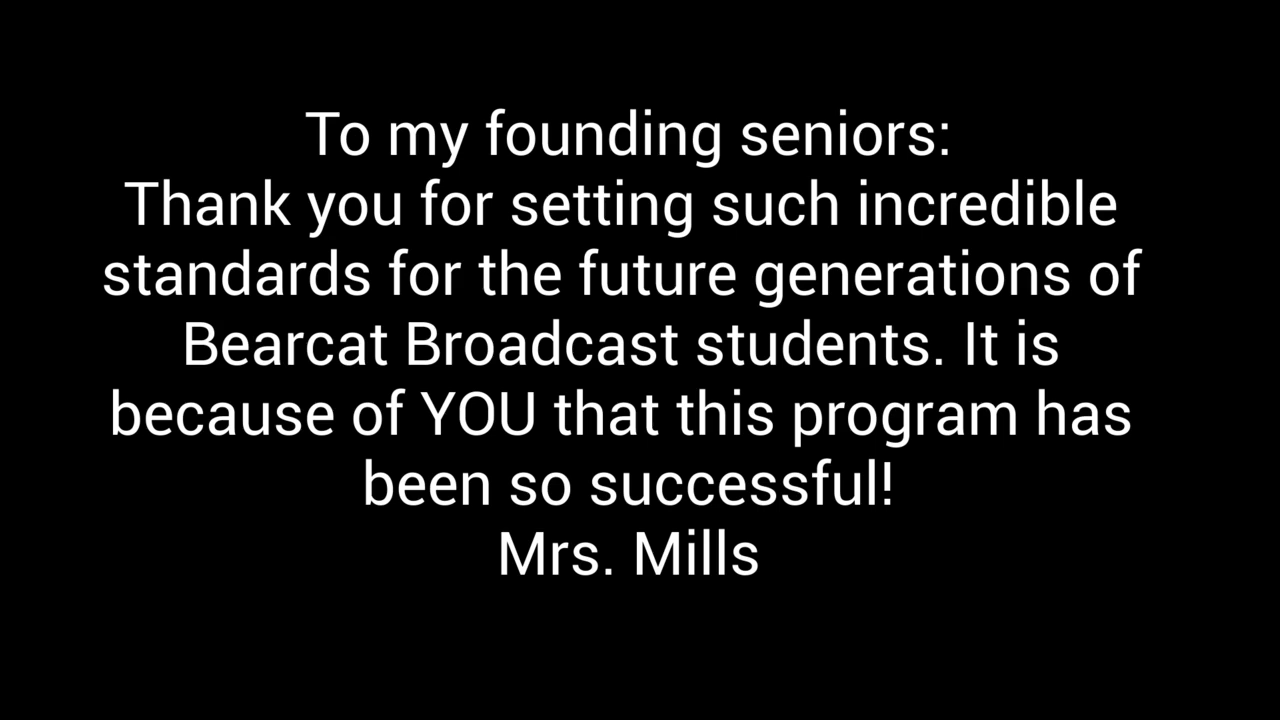 To my founding seniors:
Thank you for setting such incredible
standards for the future generations of
Bearcat Broadcast students. It is
because of YOU that this program has
been so successful!
Mrs. Mills